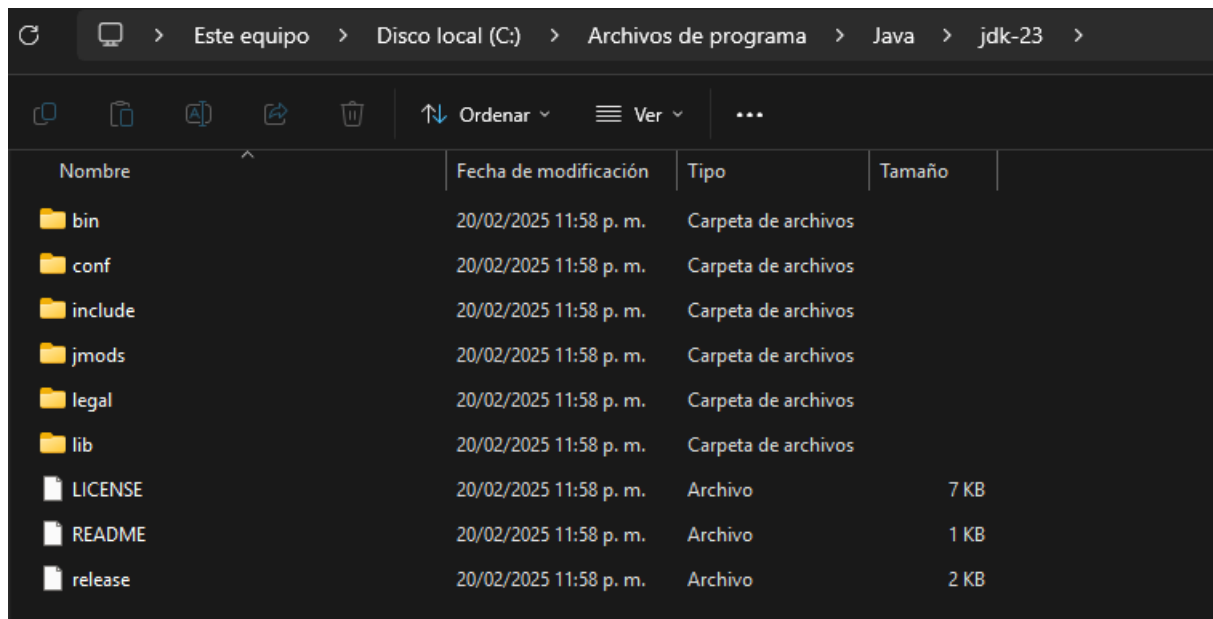 Este equipo > Disco local (C:) > Archivos de programa > Java > jdk-23 >
Ordenar Ver
Nombre Fecha de modificación Tipo Tamaño
bin 20/02/2025 11:58 p. m. Carpeta de archivos
conf 20/02/2025 11:58 p. m. Carpeta de archivos
include 20/02/2025 11:58 p. m. Carpeta de archivos
jmods 20/02/2025 11:58 p. m. Carpeta de archivos
legal 20/02/2025 11:58 p. m. Carpeta de archivos
lib 20/02/2025 11:58 p. m. Carpeta de archivos
LICENSE 20/02/2025 11:58 p. m. Archivo 7 KB
README 20/02/2025 11:58 p. m. Archivo 1 KB
release 20/02/2025 11:58 p. m. Archivo 2 KB